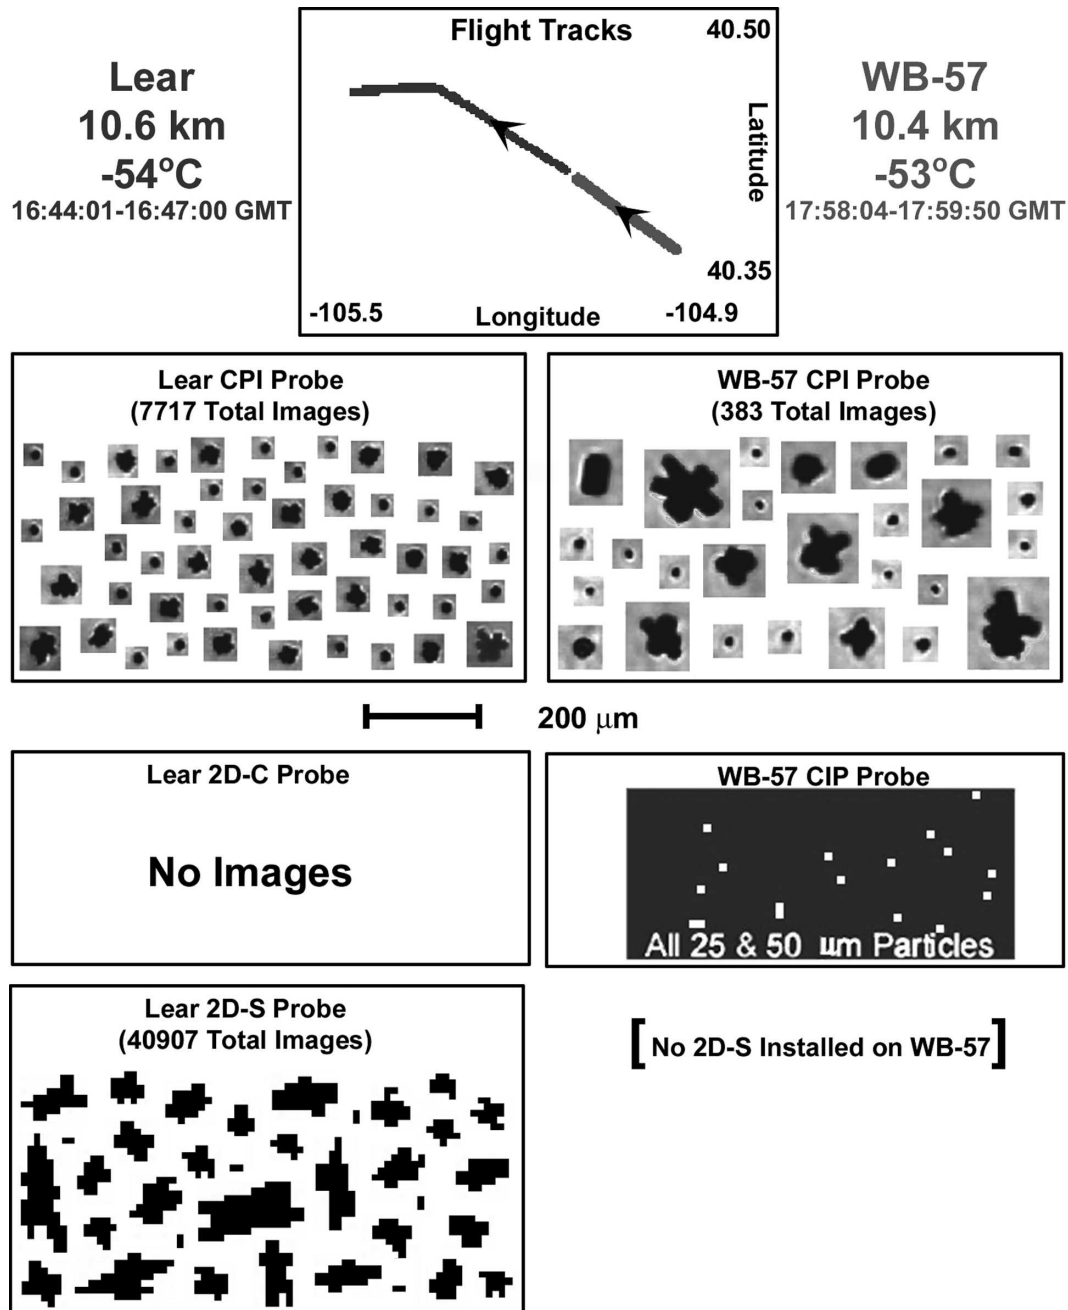 Flight Tracks
40.50
Latitude
40.35
-105.5
Longitude
-104.9
Lear
10.6 km
-54ºC
16:44:01-16:47:00 GMT
WB-57
10.4 km
-53ºC
17:58:04-17:59:50 GMT
Lear CPI Probe
(7717 Total Images)
WB-57 CPI Probe
(383 Total Images)
200 μm
Lear 2D-C Probe
No Images
WB-57 CIP Probe
All 25 & 50 μm Particles
Lear 2D-S Probe
(40907 Total Images)
[No 2D-S Installed on WB-57]